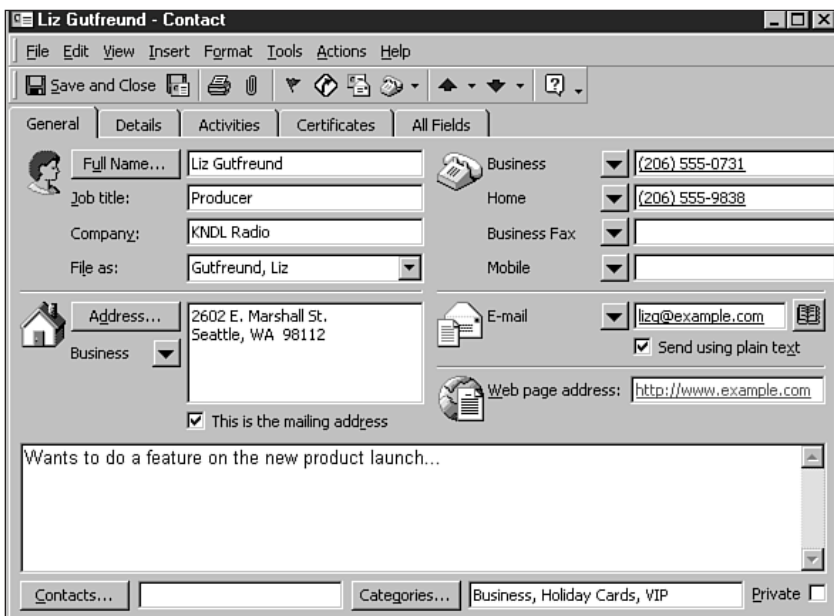 Liz Gutfreund - Contact
File Edit View Insert Format Tools Actions Help
Save and Close
General Details Activities Certificates All Fields
Full Name... Liz Gutfreund
Job title: Producer
Company: KNDL Radio
File as: Gutfreund, Liz
Business (206) 555-0731
Home (206) 555-9838
Business Fax
Mobile
Address... 2602 E. Marshall St.
Seattle, WA 98112
Business
This is the mailing address
E-mail lizg@example.com
Send using plain text
Web page address: http://www.example.com
Wants to do a feature on the new product launch...
Contacts... Categories... Business, Holiday Cards, VIP Private